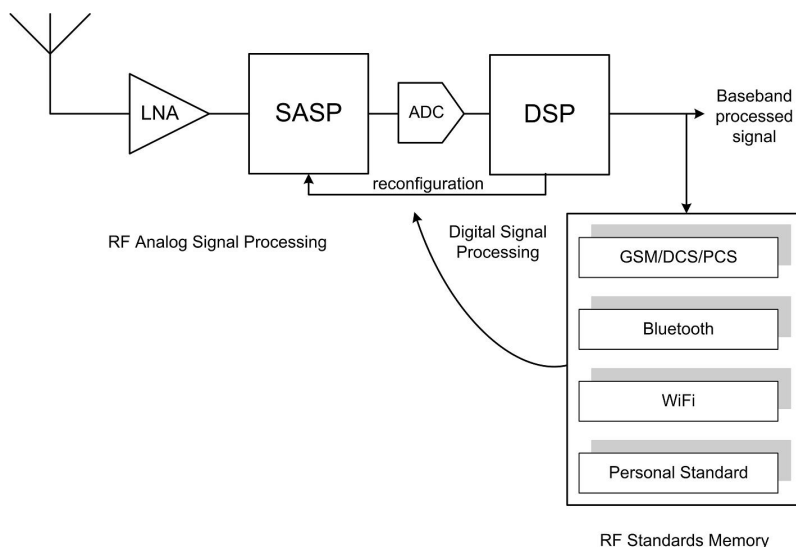 LNA
SASP
ADC
DSP
Baseband
processed
signal
reconfiguration
RF Analog Signal Processing
Digital Signal
Processing
GSM/DCS/PCS
Bluetooth
WiFi
Personal Standard
RF Standards Memory